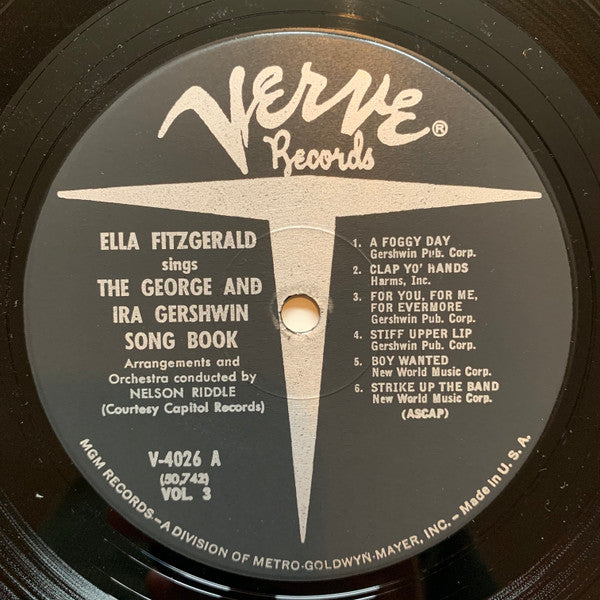 Verve®
Records
ELLA FITZGERALD
sings
THE GEORGE AND
IRA GERSHWIN
SONG BOOK
Arrangements and
Orchestra conducted by
NELSON RIDDLE
(Courtesy Capitol Records)
V-4026 A
(50,742)
VOL. 3
1. A FOGGY DAY
Gershwin Pub. Corp.
2. CLAP YO' HANDS
Harms, Inc.
3. FOR YOU, FOR ME,
FOR EVERMORE
Gershwin Pub. Corp.
4. STIFF UPPER LIP
Gershwin Pub. Corp.
5. BOY WANTED
New World Music Corp.
6. STRIKE UP THE BAND
New World Music Corp.
(ASCAP)
MGM RECORDS—A DIVISION OF METRO-GOLDWYN-MAYER, INC. – Made in U. S. A.